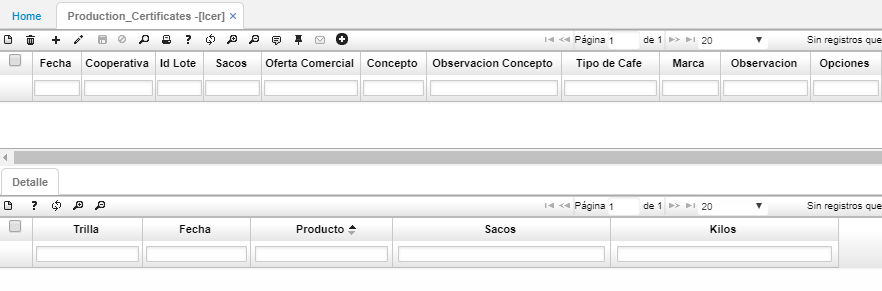 Home Production_Certificates -[lcer] ×
Página 1 de 1 20 Sin registros que
Fecha Cooperativa Id Lote Sacos Oferta Comercial Concepto Observacion Concepto Tipo de Cafe Marca Observacion Opciones
Detalle
Página 1 de 1 20 Sin registros que
Trilla Fecha Producto Sacos Kilos